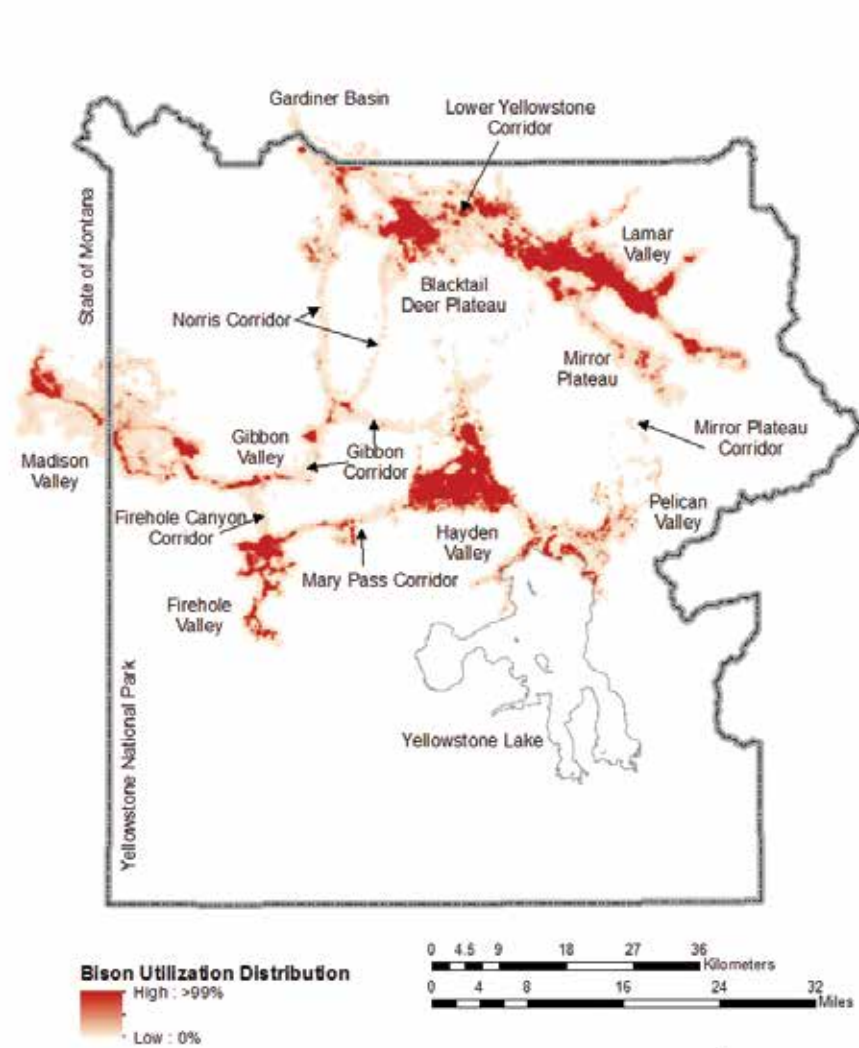 Gardiner Basin
Lower Yellowstone
Corridor
State of Montana
Lamar
Valley
Blacktail
Deer Plateau
Norris Corridor
Mirror
Plateau
Mirror Plateau
Corridor
Gibbon
Valley
Gibbon
Corridor
Madison
Valley
Pelican
Valley
Firehole Canyon
Corridor
Hayden
Valley
Mary Pass Corridor
Firehole
Valley
Yellowstone National Park
Yellowstone Lake
Bison Utilization Distribution
High : >99%
Low : 0%
0 4.5 9 18 27 36
Kilometers
0 4 8 16 24 32
Miles